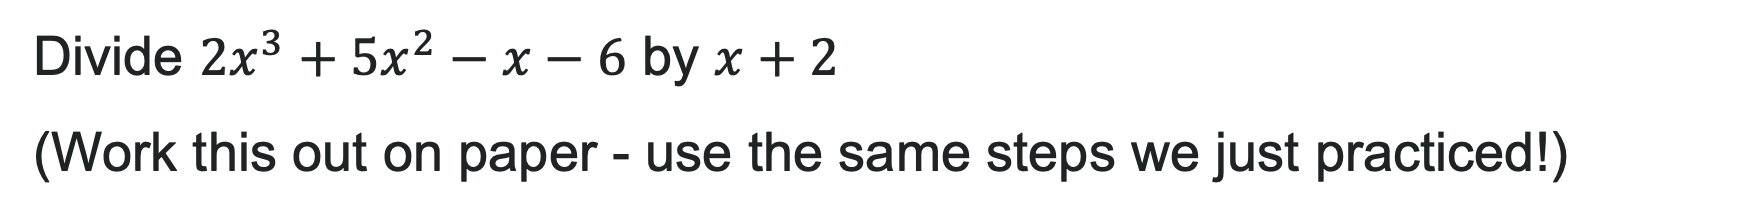 Divide 2x³ + 5x² − x − 6 by x + 2
(Work this out on paper - use the same steps we just practiced!)